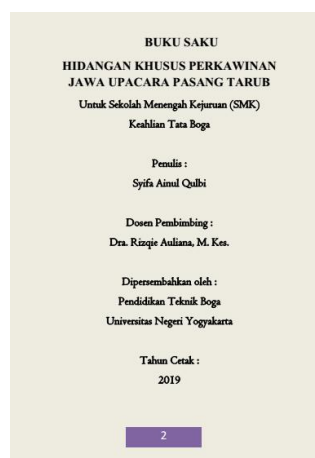 BUKU SAKU
HIDANGAN KHUSUS PERKAWINAN
JAWA UPACARA PASANG TARUB
Untuk Sekolah Menengah Kejuruan (SMK)
Keahlian Tata Boga
Penulis :
Syifa Ainul Qulbi
Dosen Pembimbing :
Dra. Rizqie Auliana, M. Kes.
Dipersembahkan oleh :
Pendidikan Teknik Boga
Universitas Negeri Yogyakarta
Tahun Cetak :
2019
2